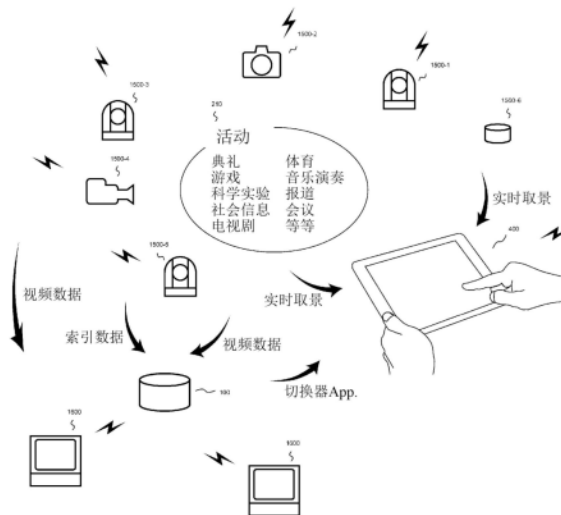 1500-2
1500-1
1500-3
1500-6
210
活动
典礼 体育
游戏 音乐演奏
科学实验 报道
社会信息 会议
电视剧 等等
1500-4
实时取景
400
1500-5
视频数据
实时取景
索引数据
视频数据
切换器App.
100
1600
1000